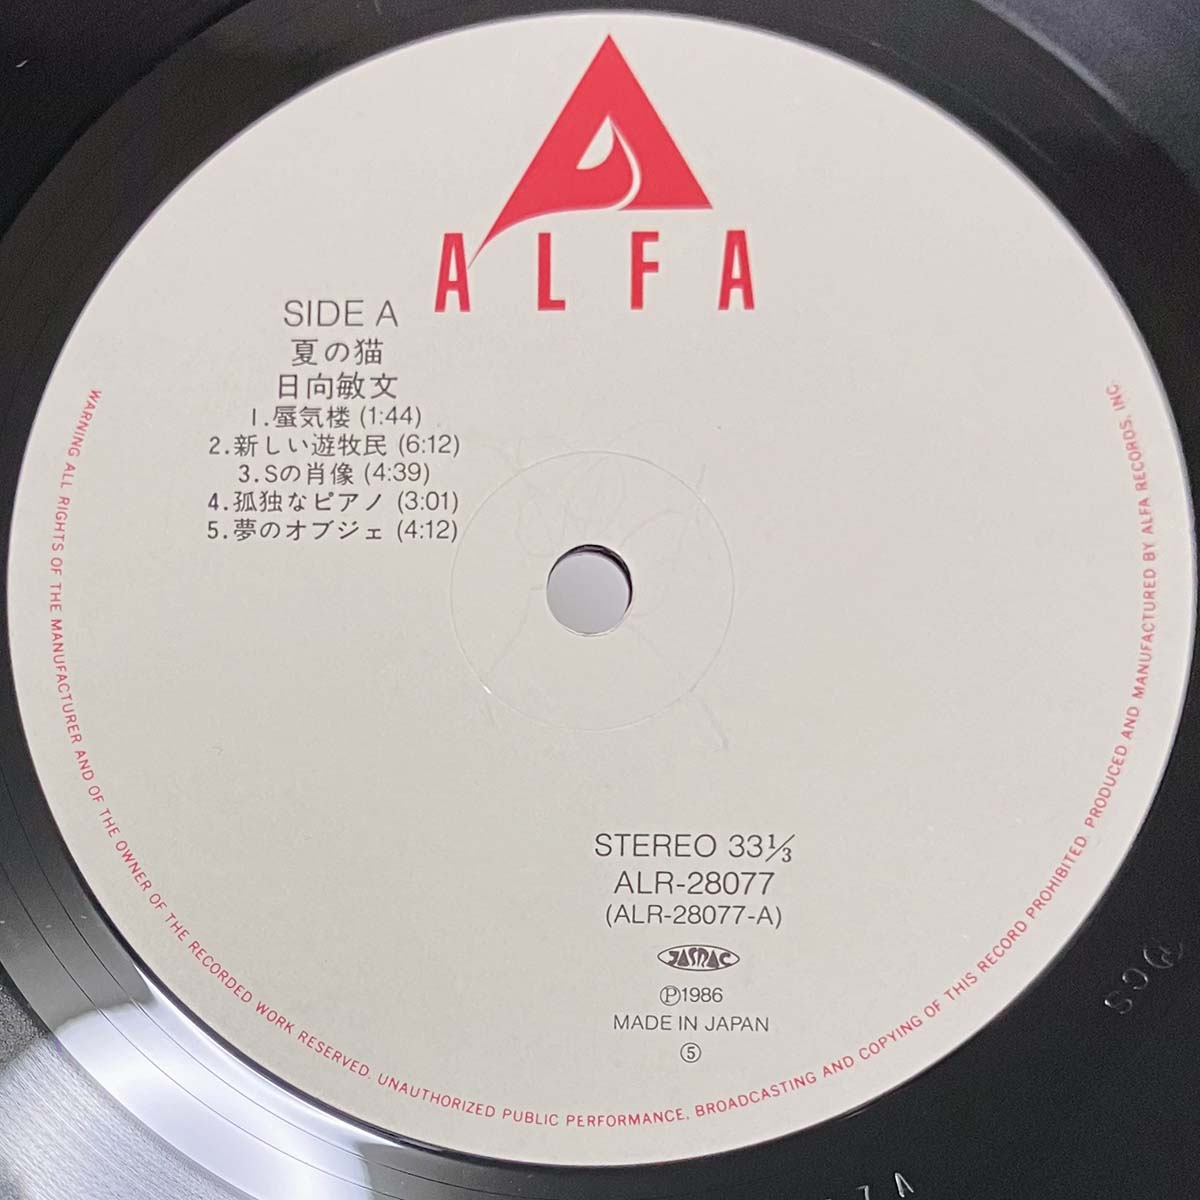 ALFA
SIDE A
夏の猫
日向敏文
1.蜃気楼 (1:44)
2.新しい遊牧民 (6:12)
3.Sの肖像 (4:39)
4.孤独なピアノ (3:01)
5.夢のオブジェ (4:12)
STEREO 33⅓
ALR-28077
(ALR-28077-A)
JASRAC
Ⓟ1986
MADE IN JAPAN
⑤
WARNING ALL RIGHTS OF THE MANUFACTURER AND OF THE OWNER OF THE RECORDED WORK RESERVED. UNAUTHORIZED PUBLIC PERFORMANCE, BROADCASTING AND COPYING OF THIS RECORD PROHIBITED. PRODUCED AND MANUFACTURED BY ALFA RECORDS, INC.